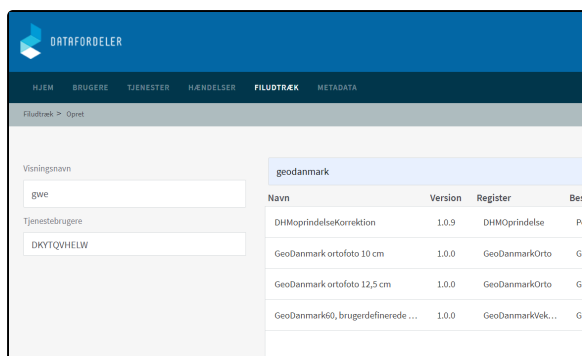 DATAFORDELER
HJEM BRUGERE TJENESTER HÆNDELSER FILUDTRÆK METADATA
Filudtræk > Opret
Visningsnavn
gwe
Tjenestebrugere
DKYTQVHELW
geodanmark
Navn Version Register Bes
DHMoprindelseKorrektion 1.0.9 DHMOprindelse P
GeoDanmark ortofoto 10 cm 1.0.0 GeoDanmarkOrto G
GeoDanmark ortofoto 12,5 cm 1.0.0 GeoDanmarkOrto G
GeoDanmark60, brugerdefinerede ... 1.0.0 GeoDanmarkVek... G